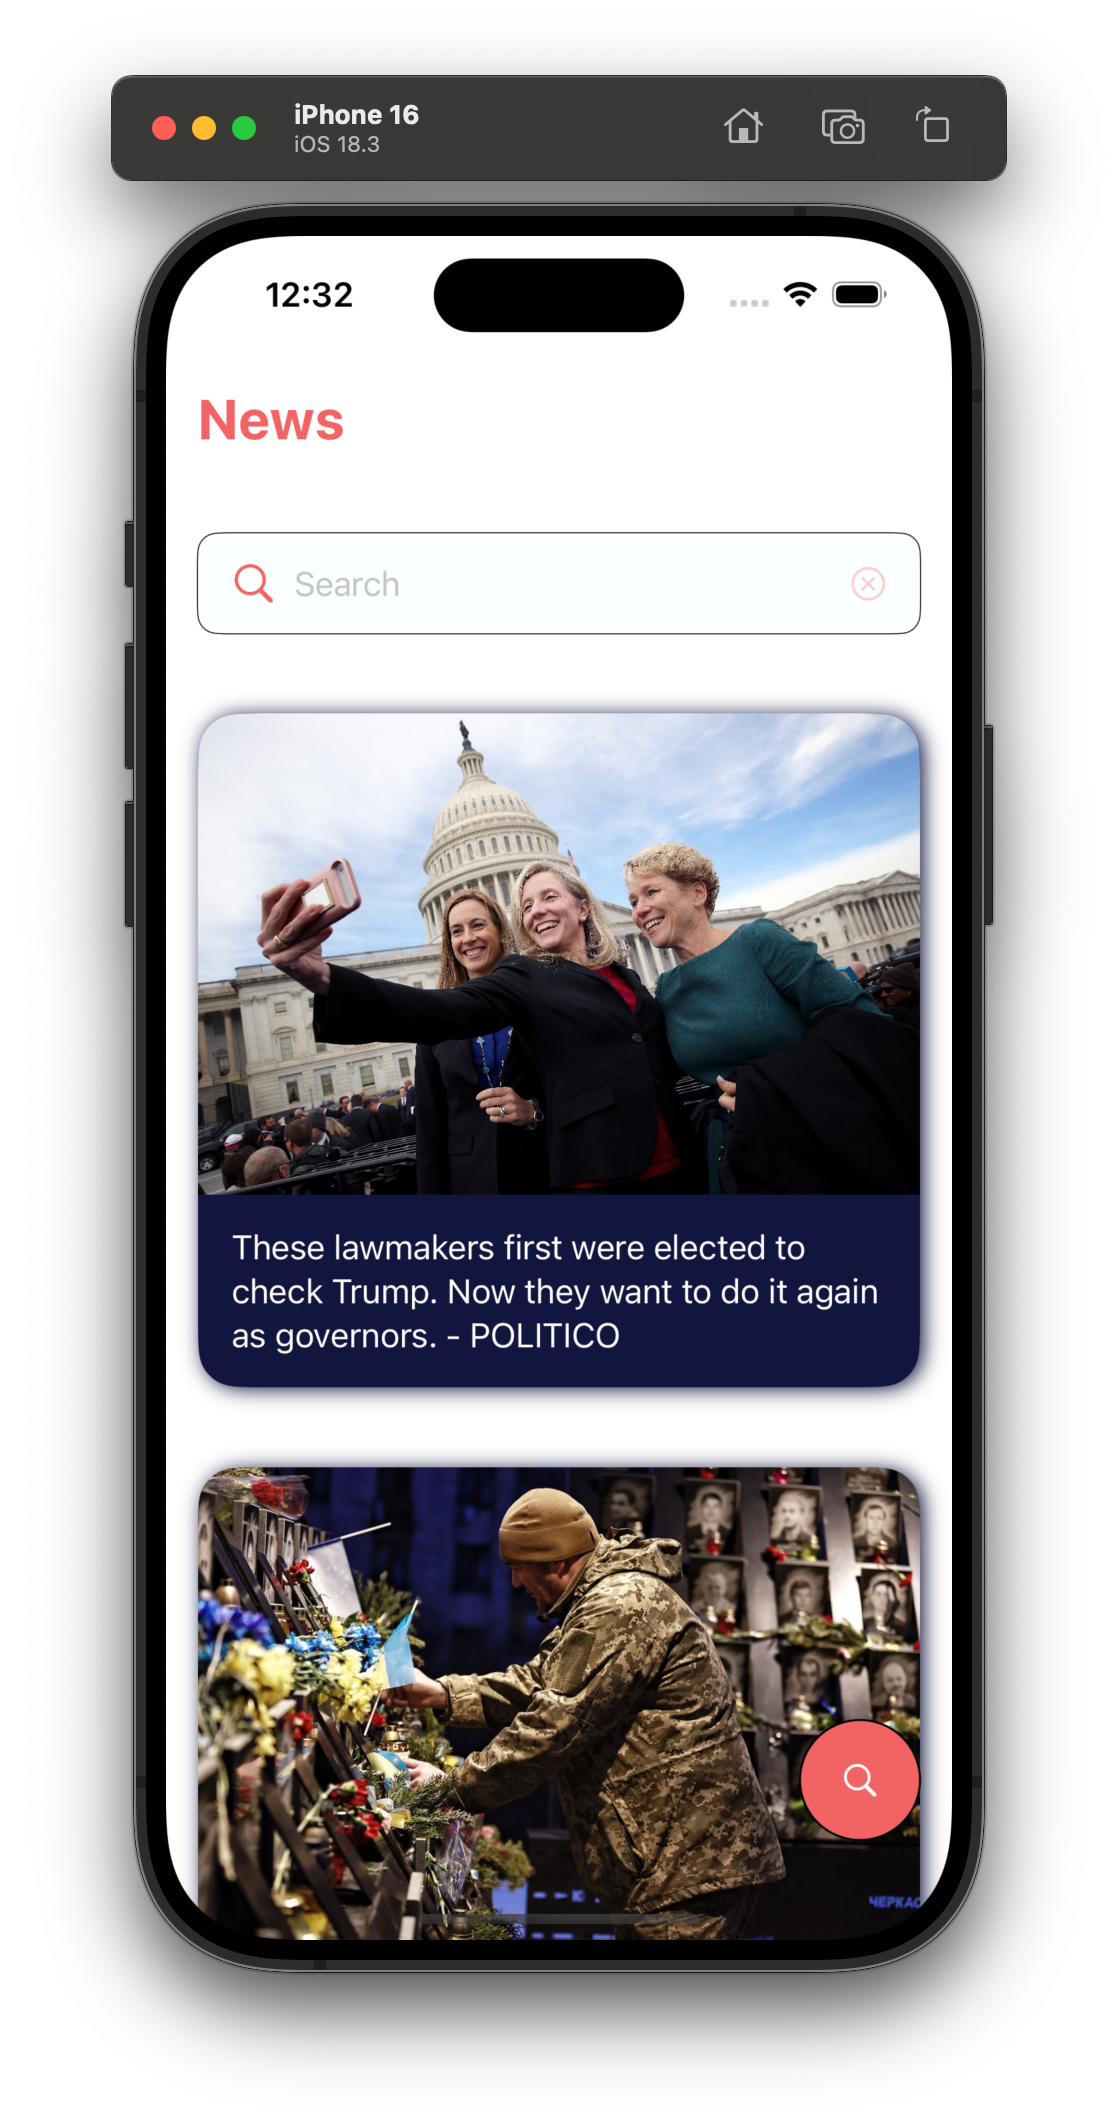 iPhone 16
iOS 18.3
12:32
News
Search
These lawmakers first were elected to
check Trump. Now they want to do it again
as governors. - POLITICO
ЧЕРКАС